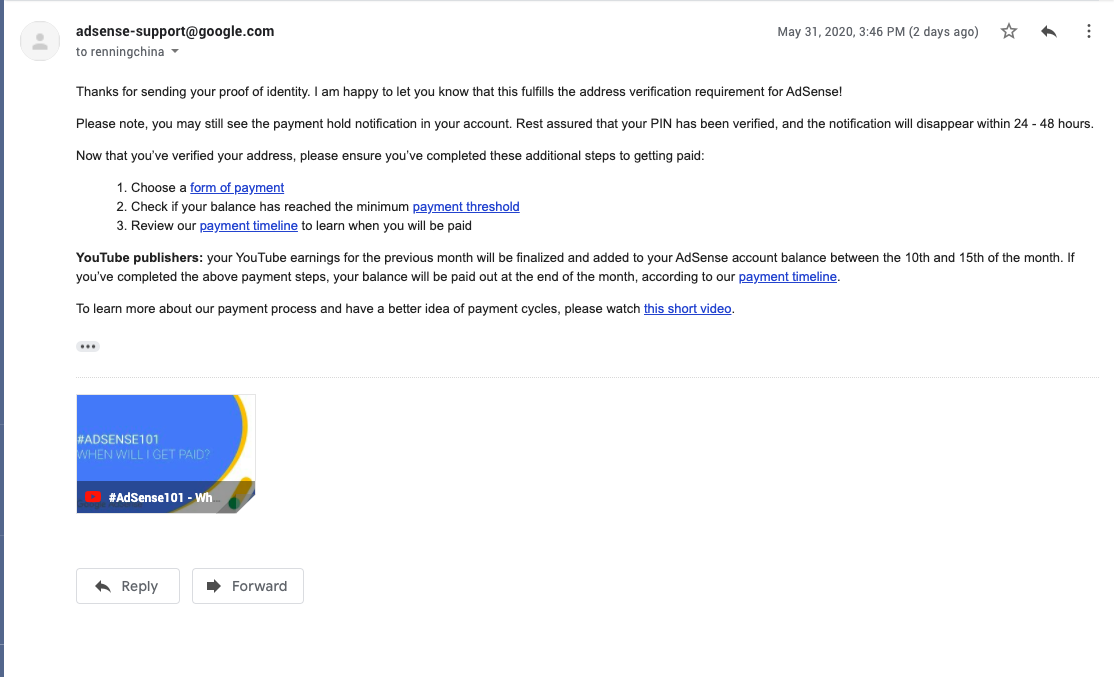 adsense-support@google.com
May 31, 2020, 3:46 PM (2 days ago)
to renningchina
Thanks for sending your proof of identity. I am happy to let you know that this fulfills the address verification requirement for AdSense!
Please note, you may still see the payment hold notification in your account. Rest assured that your PIN has been verified, and the notification will disappear within 24 - 48 hours.
Now that you’ve verified your address, please ensure you’ve completed these additional steps to getting paid:
1. Choose a form of payment
2. Check if your balance has reached the minimum payment threshold
3. Review our payment timeline to learn when you will be paid
YouTube publishers: your YouTube earnings for the previous month will be finalized and added to your AdSense account balance between the 10th and 15th of the month. If
you’ve completed the above payment steps, your balance will be paid out at the end of the month, according to our payment timeline.
To learn more about our payment process and have a better idea of payment cycles, please watch this short video.
#ADSENSE101
WHEN WILL I GET PAID?
#AdSense101 - Wh...
Reply
Forward